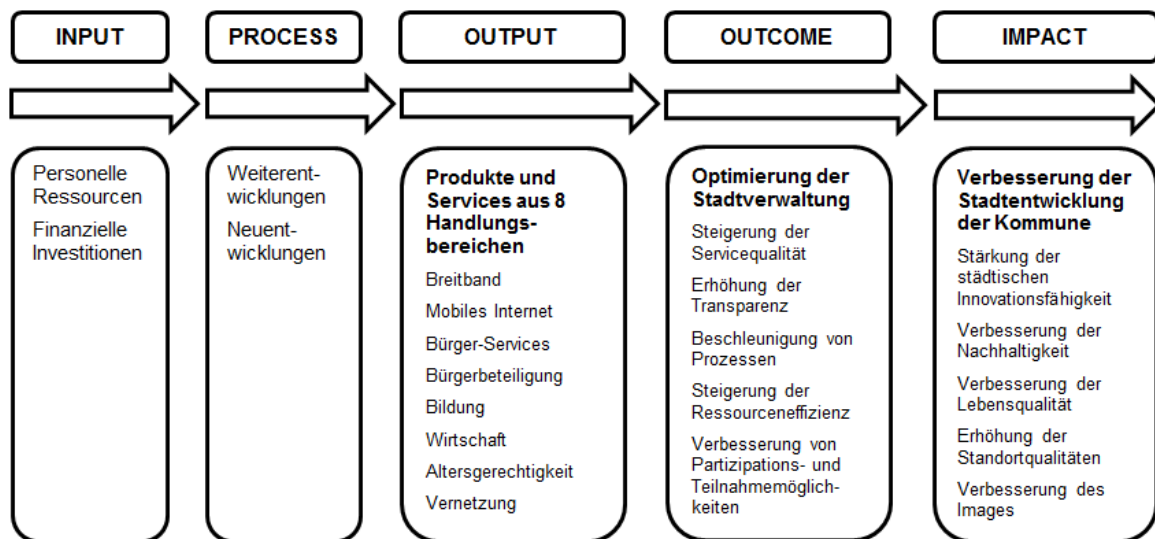 INPUT
PROCESS
OUTPUT
OUTCOME
IMPACT
Personelle
Ressourcen
Finanzielle
Investitionen
Weiterent-
wicklungen
Neuent-
wicklungen
Produkte und
Services aus 8
Handlungs-
bereichen
Breitband
Mobiles Internet
Bürger-Services
Bürgerbeteiligung
Bildung
Wirtschaft
Altersgerechtigkeit
Vernetzung
Optimierung der
Stadtverwaltung
Steigerung der
Servicequalität
Erhöhung der
Transparenz
Beschleunigung von
Prozessen
Steigerung der
Ressourceneffizienz
Verbesserung von
Partizipations- und
Teilnahmemöglich-
keiten
Verbesserung der
Stadtentwicklung
der Kommune
Stärkung der
städtischen
Innovationsfähigkeit
Verbesserung der
Nachhaltigkeit
Verbesserung der
Lebensqualität
Erhöhung der
Standortqualitäten
Verbesserung des
Images